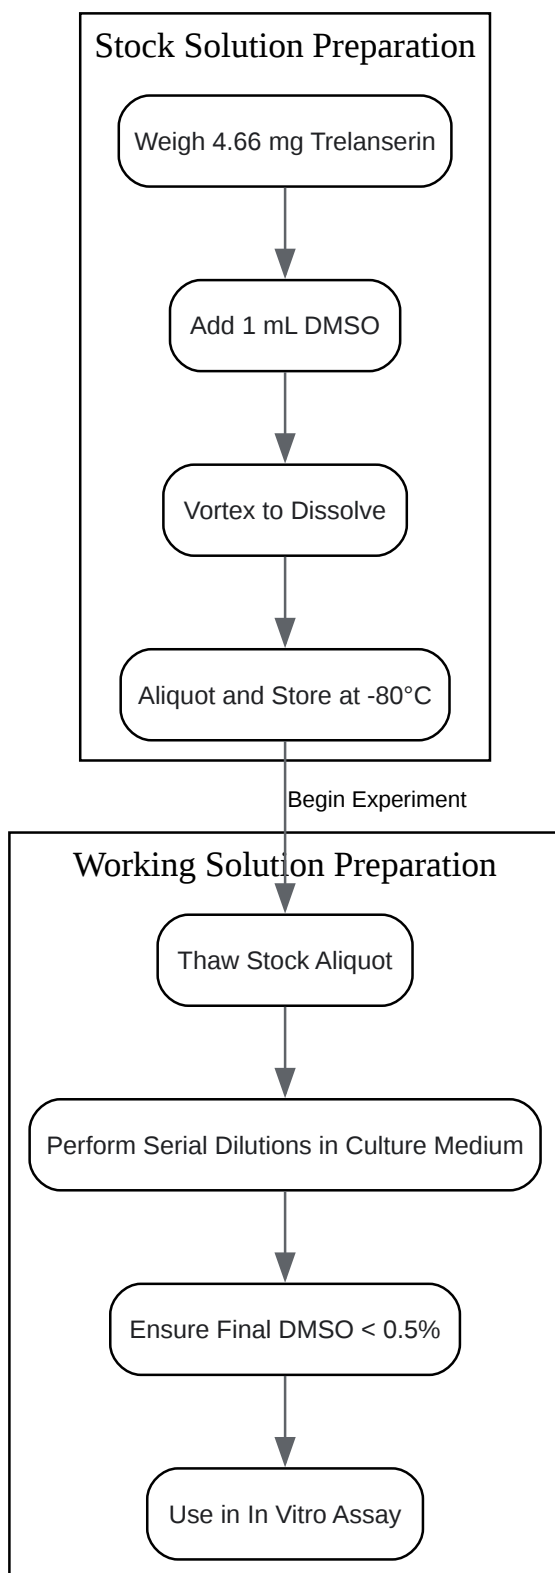 Stock Solution Preparation
Weigh 4.66 mg Trelanserin
Add 1 mL DMSO
Vortex to Dissolve
Aliquot and Store at -80°C
Begin Experiment
Working Solution Preparation
Thaw Stock Aliquot
Perform Serial Dilutions in Culture Medium
Ensure Final DMSO < 0.5%
Use in In Vitro Assay